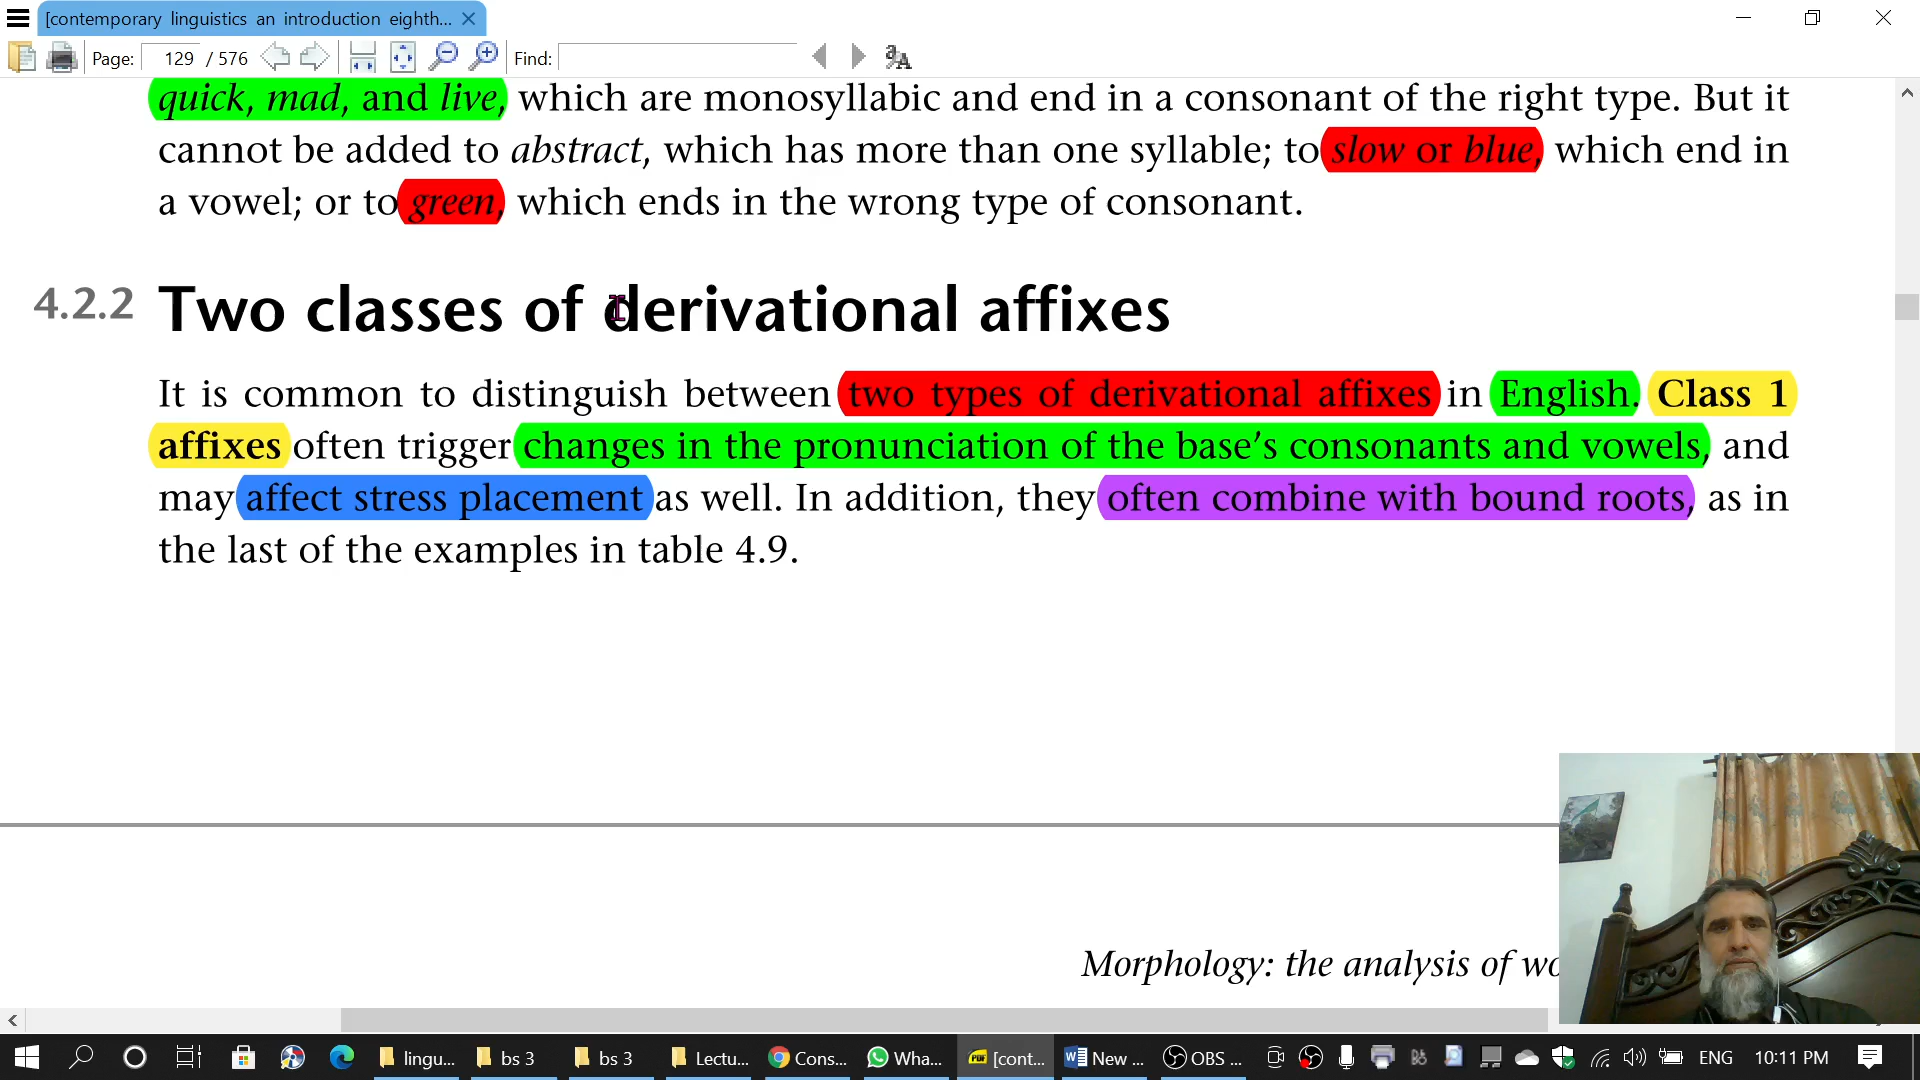 [contemporary linguistics an introduction eighth...
Page: 129 / 576 Find:
quick, mad, and live, which are monosyllabic and end in a consonant of the right type. But it
cannot be added to abstract, which has more than one syllable; to slow or blue, which end in
a vowel; or to green, which ends in the wrong type of consonant.
4.2.2 Two classes of derivational affixes
It is common to distinguish between two types of derivational affixes in English. Class 1
affixes often trigger changes in the pronunciation of the base's consonants and vowels, and
may affect stress placement as well. In addition, they often combine with bound roots, as in
the last of the examples in table 4.9.
Morphology: the analysis of wo
lingu... bs 3 bs 3 Lectu... Cons... Wha... [cont... New ... OBS ... ENG 10:11 PM